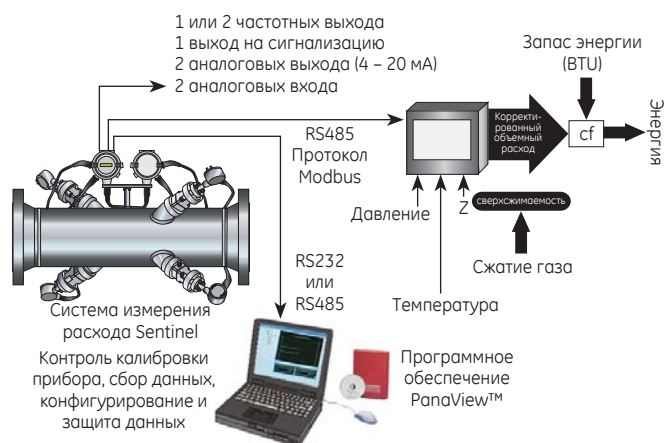 1 или 2 частотных выхода
1 выход на сигнализацию
2 аналоговых выхода (4 – 20 мА)
2 аналоговых входа
Запас энергии
(BTU)
Корректи-
рованный
объемный
расход
cf
Энергия
RS485
Протокол
Modbus
Давление
Z
сверхсжимаемость
Сжатие газа
Температура
RS232
или
RS485
Система измерения
расхода Sentinel
Контроль калибровки
прибора, сбор данных,
конфигурирование и
защита данных
Программное
обеспечение
PanaView™